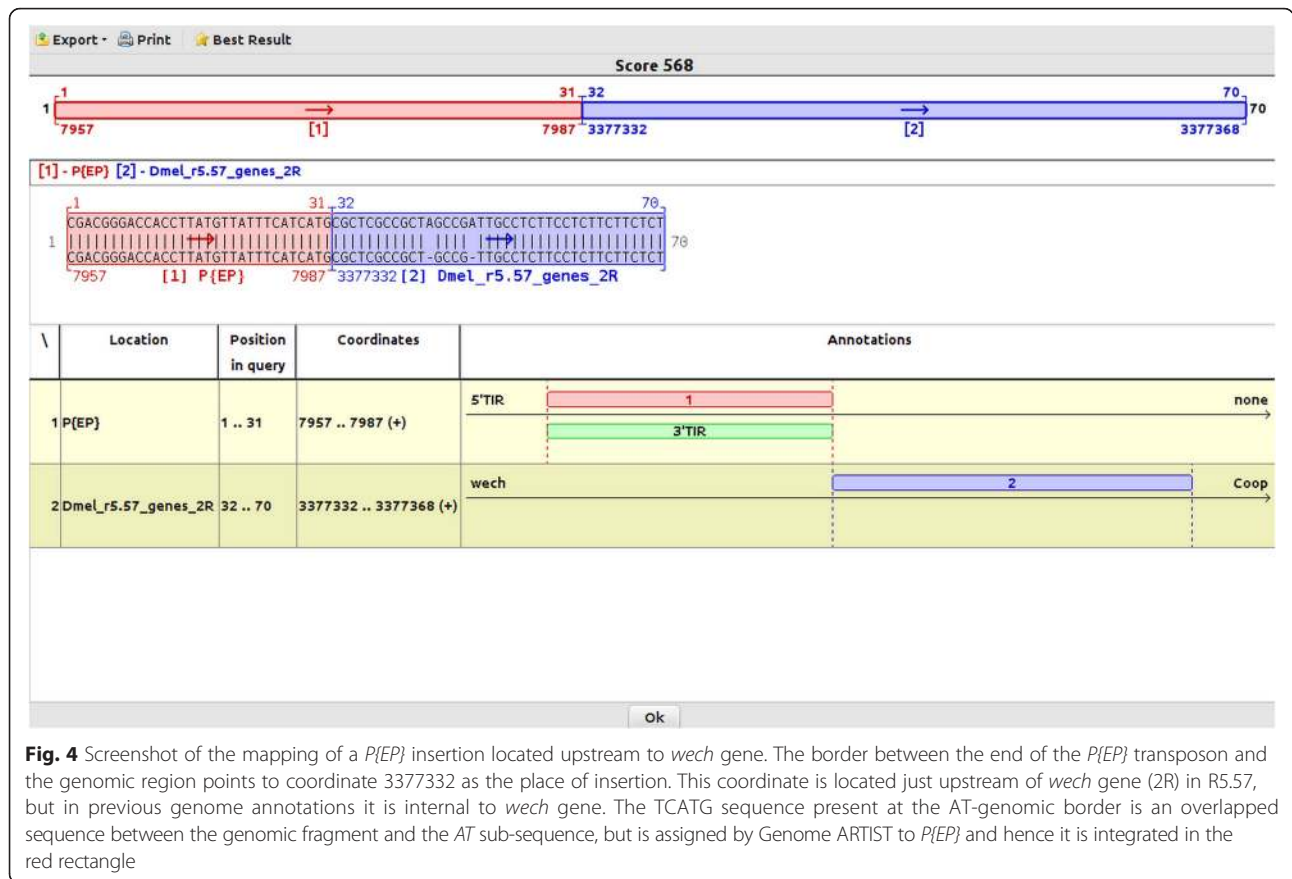 Export - Print Best Result
Score 568
1 31 32 70
1 → → 70
7957 [1] 7987 3377332 [2] 3377368
[1] - P{EP} [2] - Dmel_r5.57_genes_2R
1 31 32 70
CGACGGGACCACCTTATGTTATTTCATCATGCGCTCGCCGCTAGCCGATTGCCTCTTCCTCTTCTTCTCT
1 70
CGACGGGACCACCTTATGTTATTTCATCATGCGCTCGCCGCT-GCCG-TTGCCTCTTCCTCTTCTTCTCT
7957 [1] P{EP} 7987 3377332 [2] Dmel_r5.57_genes_2R
\ Location Position in query Coordinates Annotations
5'TIR 1 none
1 P{EP} 1 .. 31 7957 .. 7987 (+)
3'TIR
wech 2 Coop
2 Dmel_r5.57_genes_2R 32 .. 70 3377332 .. 3377368 (+)
Ok
Fig. 4 Screenshot of the mapping of a P{EP} insertion located upstream to wech gene. The border between the end of the P{EP} transposon and
the genomic region points to coordinate 3377332 as the place of insertion. This coordinate is located just upstream of wech gene (2R) in R5.57,
but in previous genome annotations it is internal to wech gene. The TCATG sequence present at the AT-genomic border is an overlapped
sequence between the genomic fragment and the AT sub-sequence, but is assigned by Genome ARTIST to P{EP} and hence it is integrated in the
red rectangle